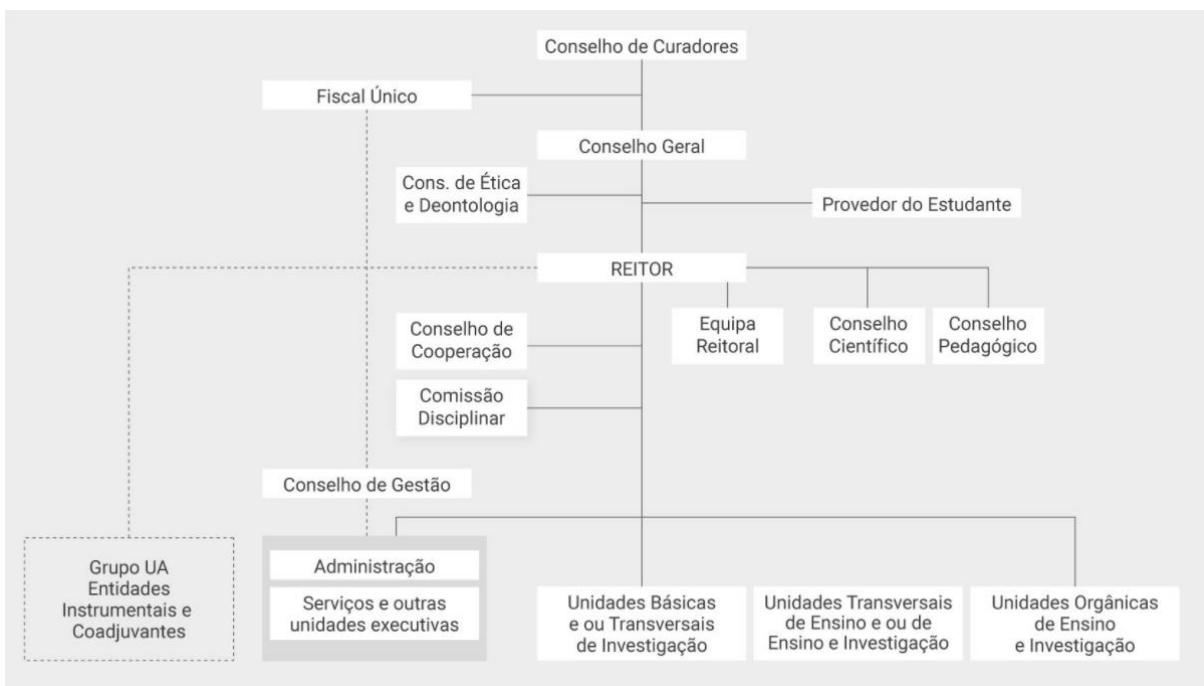 Conselho de Curadores
Fiscal Único
Conselho Geral
Cons. de Ética
e Deontologia
Provedor do Estudante
REITOR
Equipa
Reitoral
Conselho
Científico
Conselho
Pedagógico
Conselho de
Cooperação
Comissão
Disciplinar
Conselho de Gestão
Grupo UA
Entidades
Instrumentais e
Coadjuvantes
Administração
Serviços e outras
unidades executivas
Unidades Básicas
e ou Transversais
de Investigação
Unidades Transversais
de Ensino e ou de
Ensino e Investigação
Unidades Orgânicas
de Ensino
e Investigação